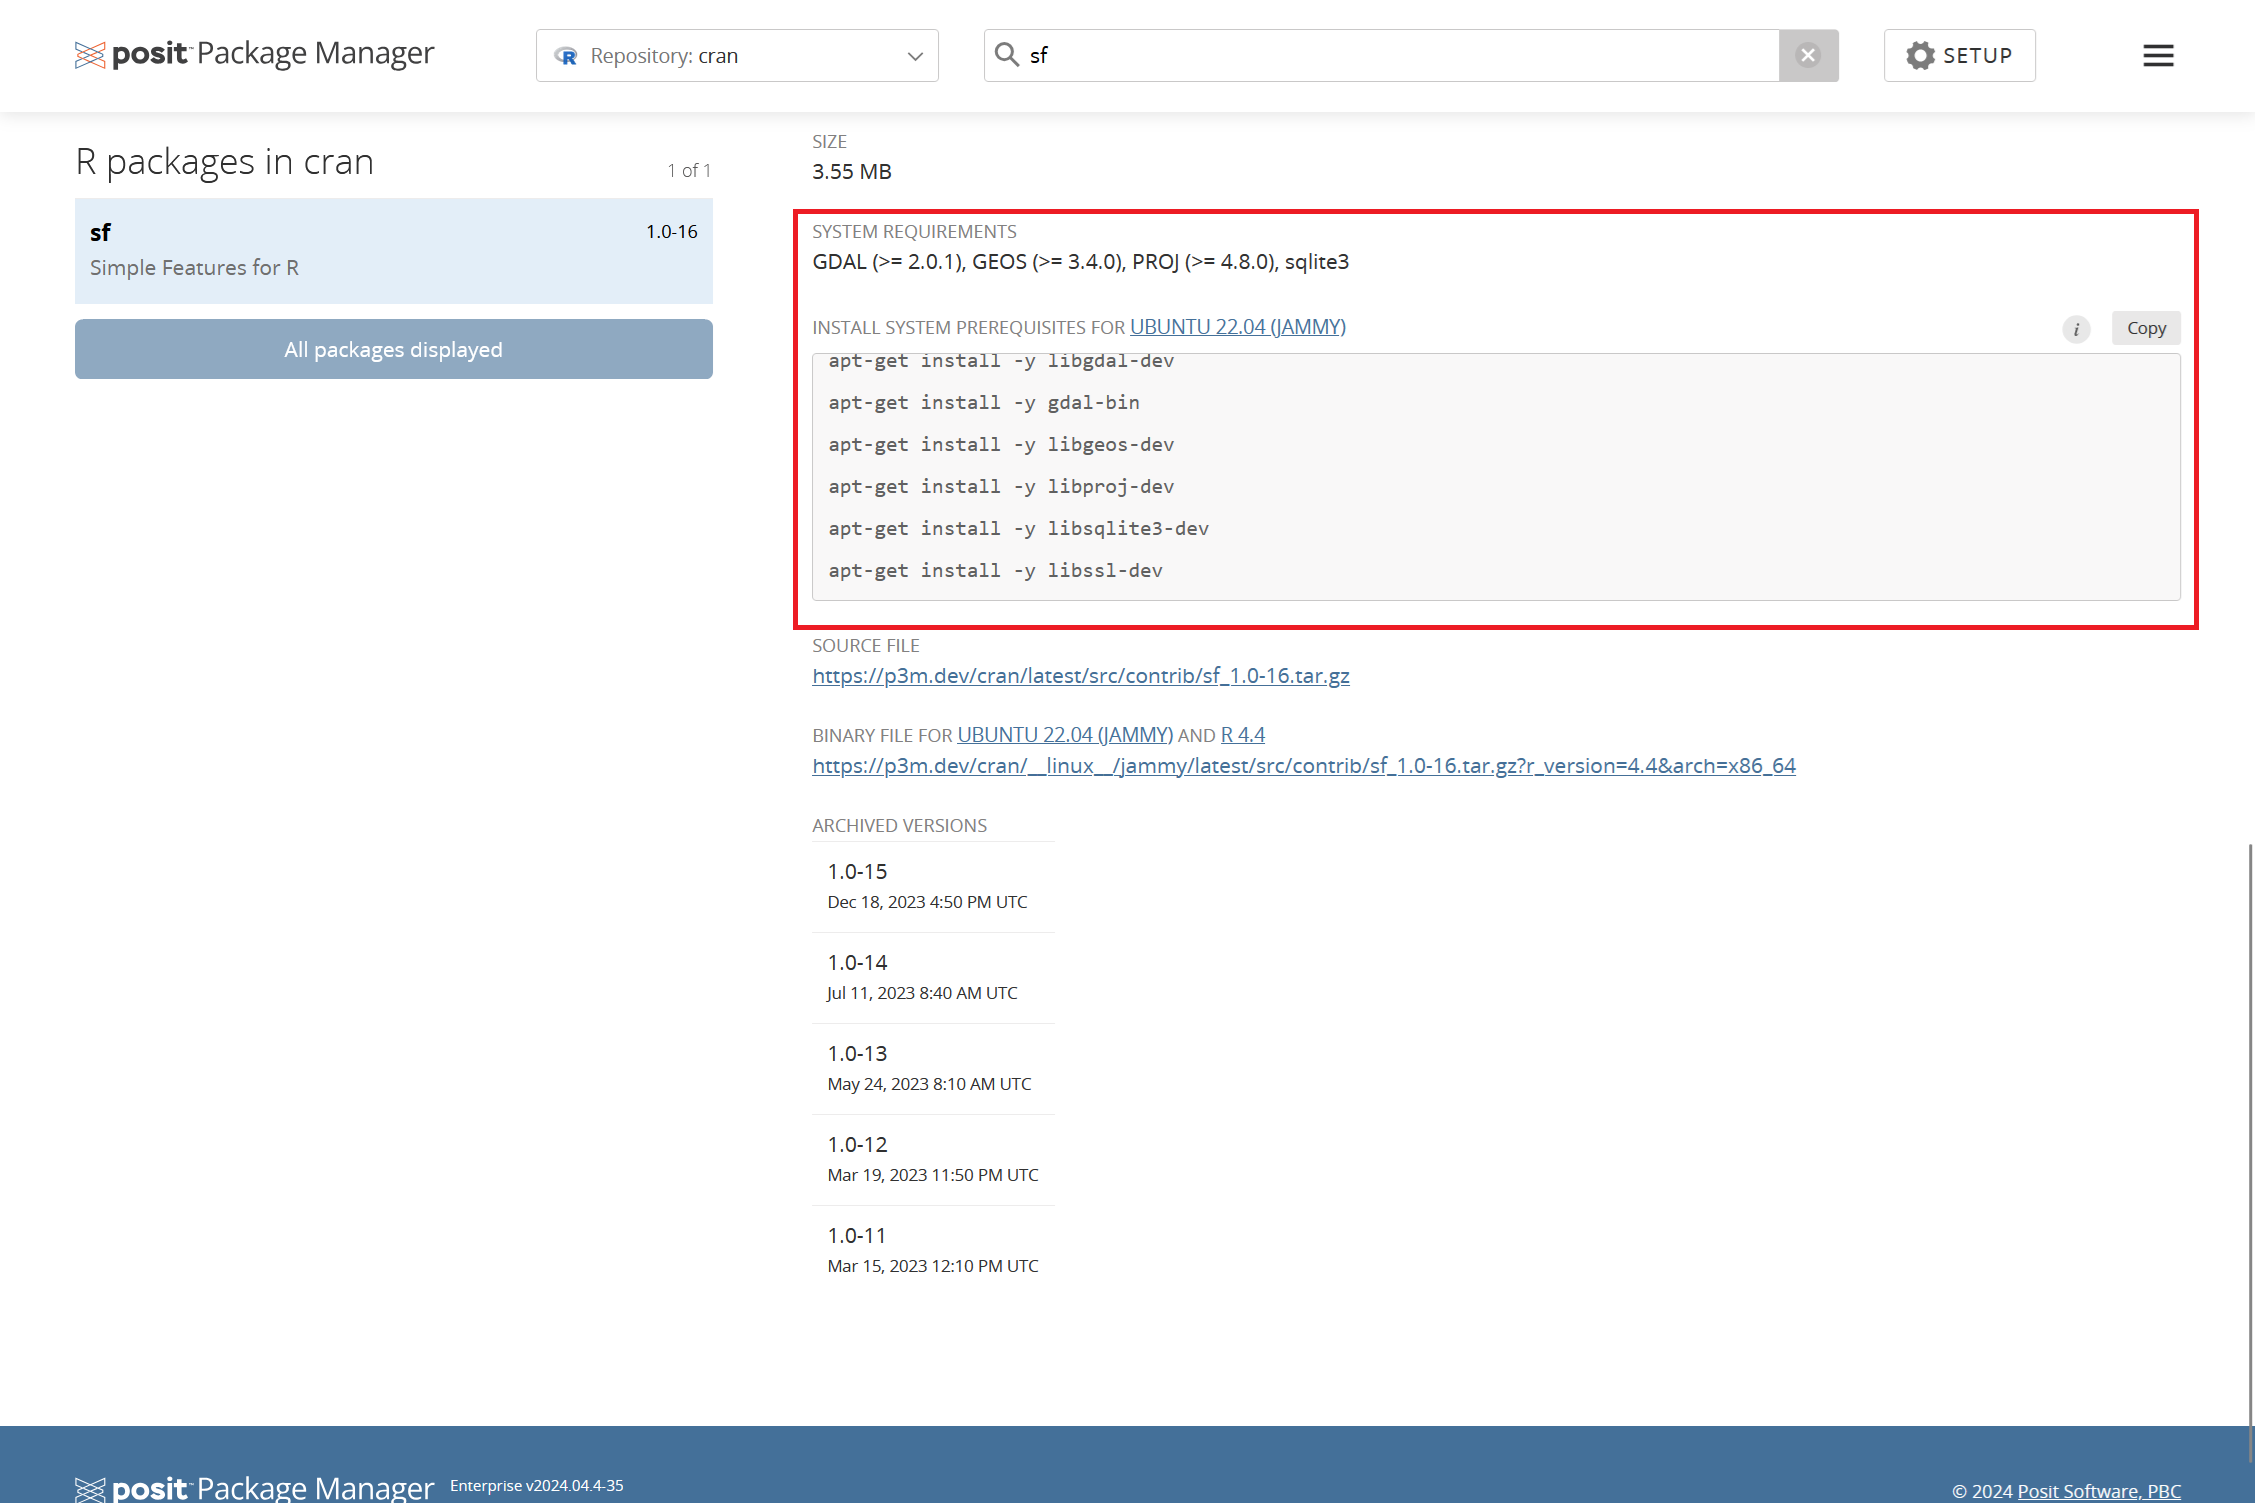 posit Package Manager
Repository: cran
sf
SETUP
R packages in cran
1 of 1
sf
1.0-16
Simple Features for R
All packages displayed
SIZE
3.55 MB
SYSTEM REQUIREMENTS
GDAL (>= 2.0.1), GEOS (>= 3.4.0), PROJ (>= 4.8.0), sqlite3
INSTALL SYSTEM PREREQUISITES FOR UBUNTU 22.04 (JAMMY)
i
Copy
apt-get install -y libgdal-dev
apt-get install -y gdal-bin
apt-get install -y libgeos-dev
apt-get install -y libproj-dev
apt-get install -y libsqlite3-dev
apt-get install -y libssl-dev
SOURCE FILE
https://p3m.dev/cran/latest/src/contrib/sf_1.0-16.tar.gz
BINARY FILE FOR UBUNTU 22.04 (JAMMY) AND R 4.4
https://p3m.dev/cran/__linux__/jammy/latest/src/contrib/sf_1.0-16.tar.gz?r_version=4.4&arch=x86_64
ARCHIVED VERSIONS
1.0-15
Dec 18, 2023 4:50 PM UTC
1.0-14
Jul 11, 2023 8:40 AM UTC
1.0-13
May 24, 2023 8:10 AM UTC
1.0-12
Mar 19, 2023 11:50 PM UTC
1.0-11
Mar 15, 2023 12:10 PM UTC
posit Package Manager
Enterprise v2024.04.4-35
© 2024 Posit Software, PBC